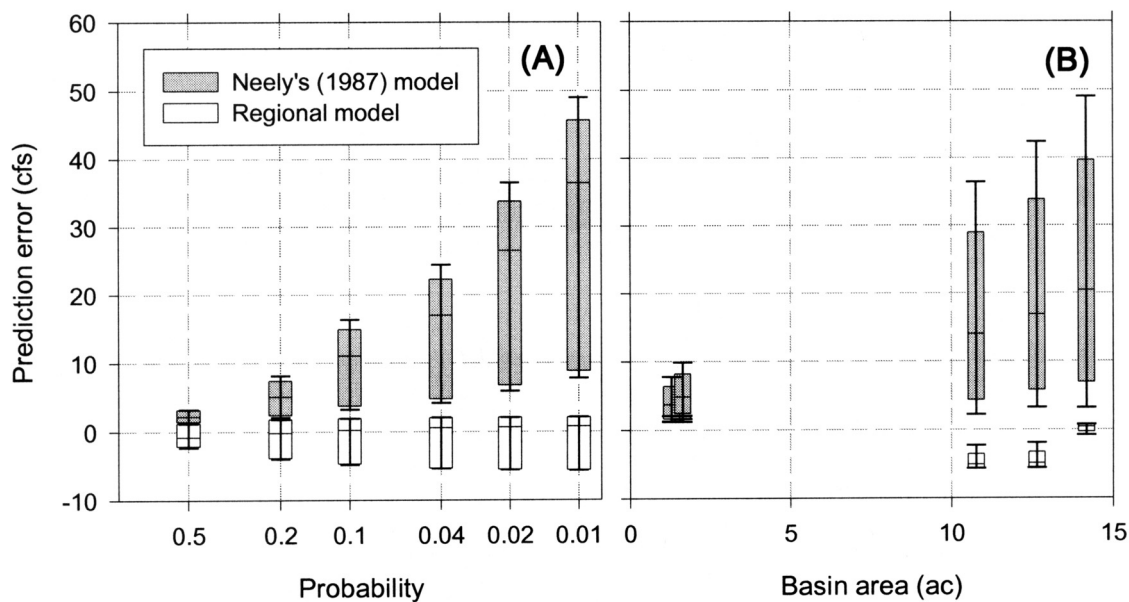 60
50
40
30
20
10
0
-10
Prediction error (cfs)
(A)
Neely's (1987) model
Regional model
0.5 0.2 0.1 0.04 0.02 0.01
Probability
(B)
0 5 10 15
Basin area (ac)